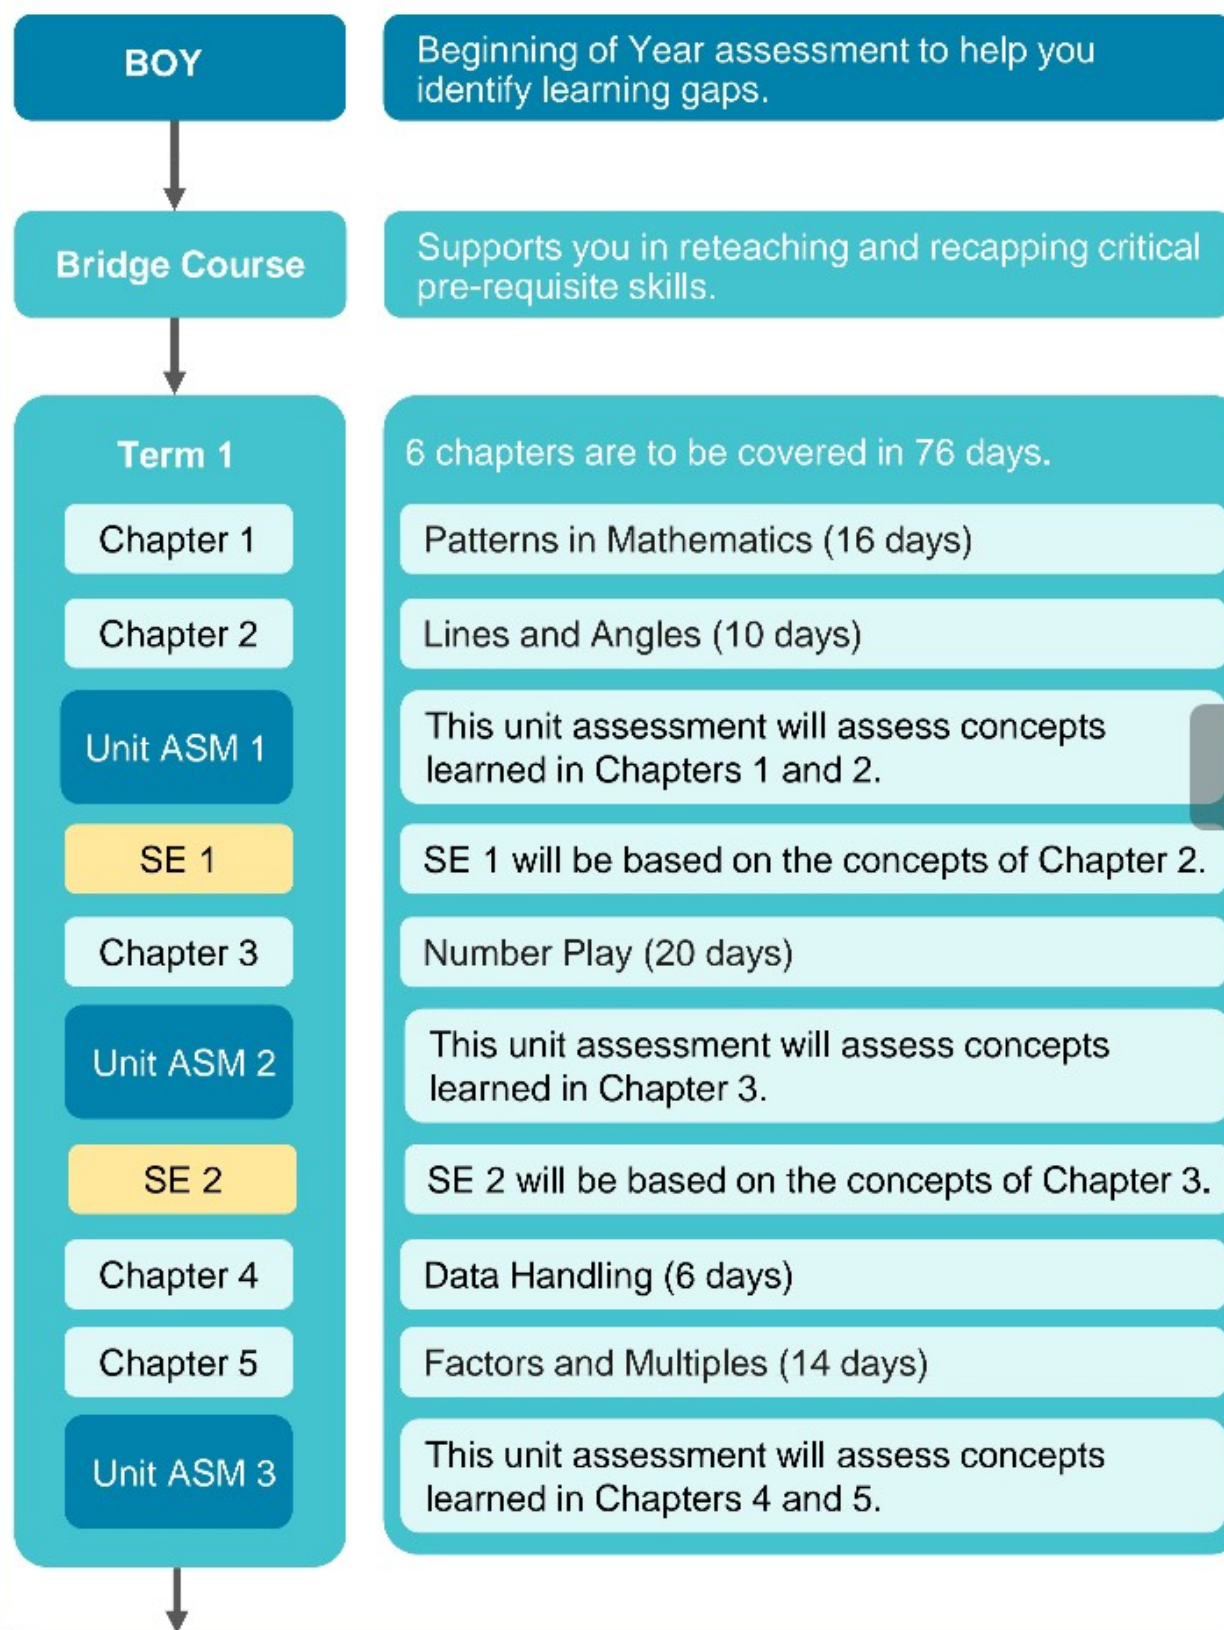 BOY
Beginning of Year assessment to help you
identify learning gaps.
Bridge Course
Supports you in reteaching and recapping critical
pre-requisite skills.
Term 1
6 chapters are to be covered in 76 days.
Chapter 1
Patterns in Mathematics (16 days)
Chapter 2
Lines and Angles (10 days)
Unit ASM 1
This unit assessment will assess concepts
learned in Chapters 1 and 2.
SE 1
SE 1 will be based on the concepts of Chapter 2.
Chapter 3
Number Play (20 days)
Unit ASM 2
This unit assessment will assess concepts
learned in Chapter 3.
SE 2
SE 2 will be based on the concepts of Chapter 3.
Chapter 4
Data Handling (6 days)
Chapter 5
Factors and Multiples (14 days)
Unit ASM 3
This unit assessment will assess concepts
learned in Chapters 4 and 5.